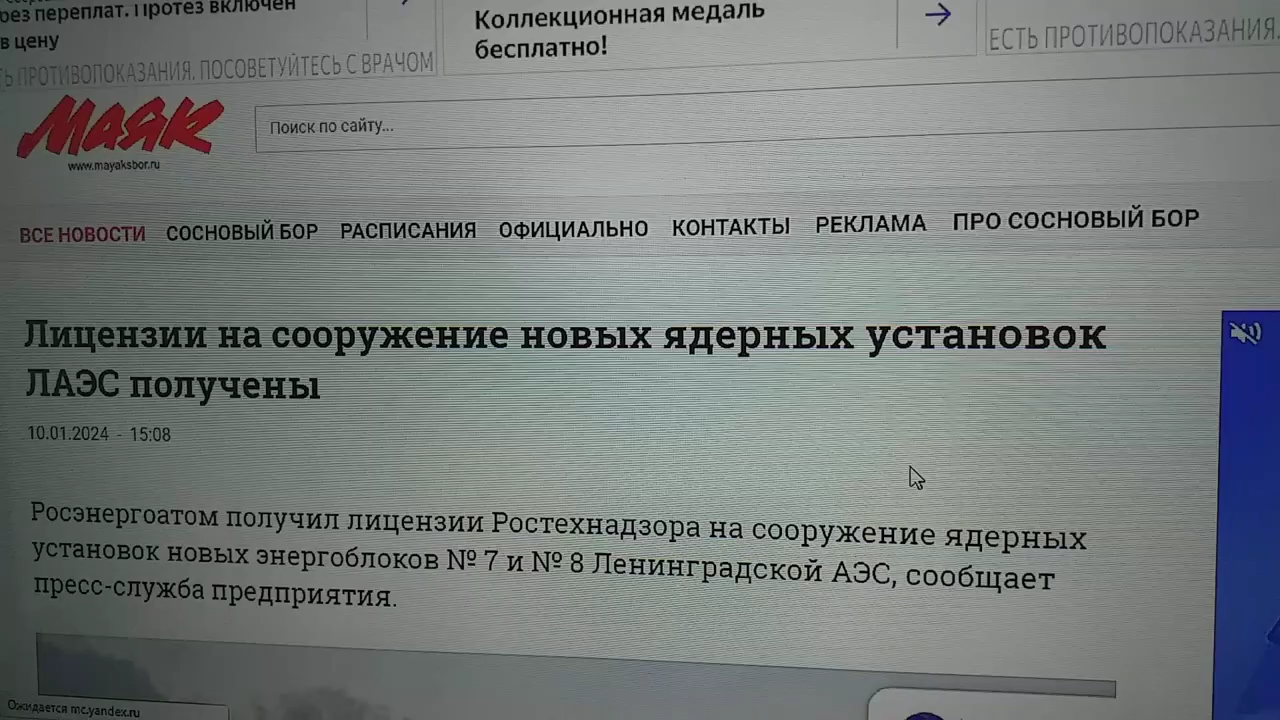 рез переплат. Протез включен
в цену
Ь ПРОТИВОПОКАЗАНИЯ. ПОСОВЕТУЙТЕСЬ С ВРАЧОМ
Коллекционная медаль
бесплатно!
ЕСТЬ ПРОТИВОПОКАЗАНИЯ.
МАЯК
www.mayaksbor.ru
Поиск по сайту...
ВСЕ НОВОСТИ СОСНОВЫЙ БОР РАСПИСАНИЯ ОФИЦИАЛЬНО КОНТАКТЫ РЕКЛАМА ПРО СОСНОВЫЙ БОР
Лицензии на сооружение новых ядерных установок
ЛАЭС получены
10.01.2024 - 15:08
Росэнергоатом получил лицензии Ростехнадзора на сооружение ядерных
установок новых энергоблоков № 7 и № 8 Ленинградской АЭС, сообщает
пресс-служба предприятия.
Ожидается mc.yandex.ru